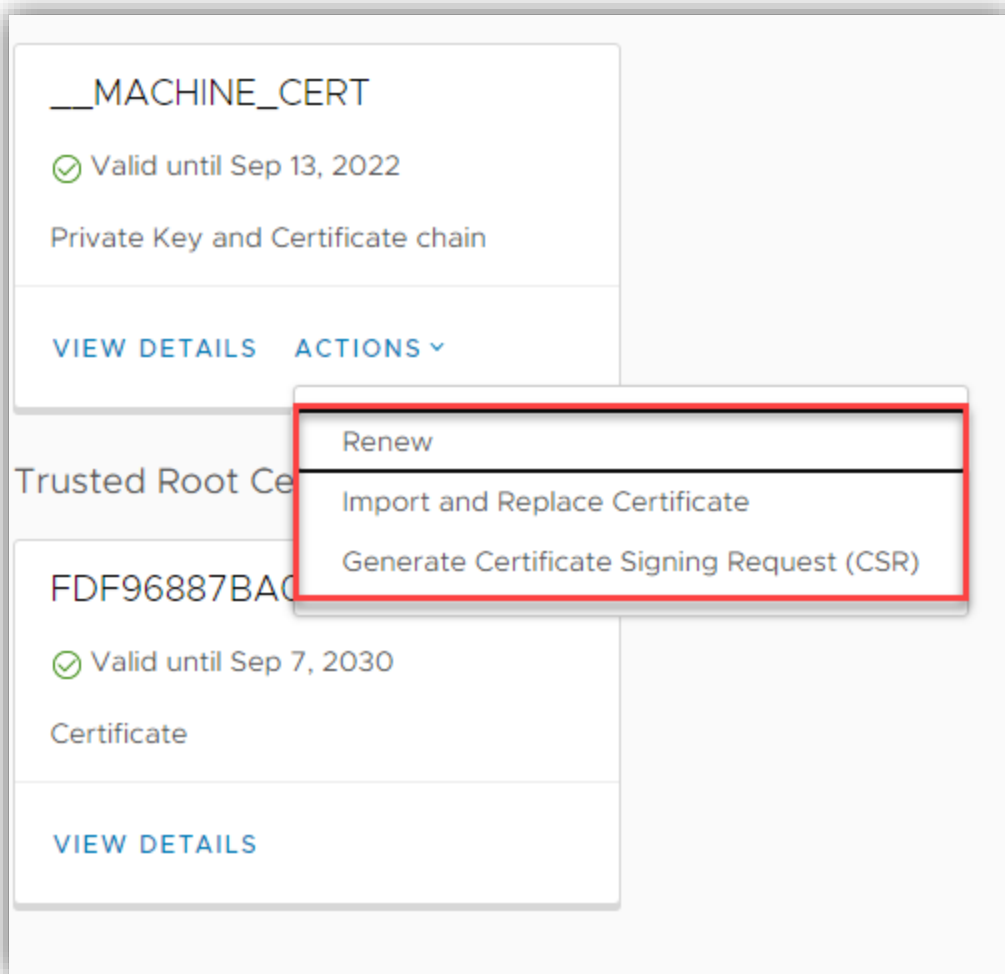 __MACHINE_CERT
Valid until Sep 13, 2022
Private Key and Certificate chain
VIEW DETAILS ACTIONS
Renew
Import and Replace Certificate
Generate Certificate Signing Request (CSR)
Trusted Root Ce
FDF96887BA
Valid until Sep 7, 2030
Certificate
VIEW DETAILS